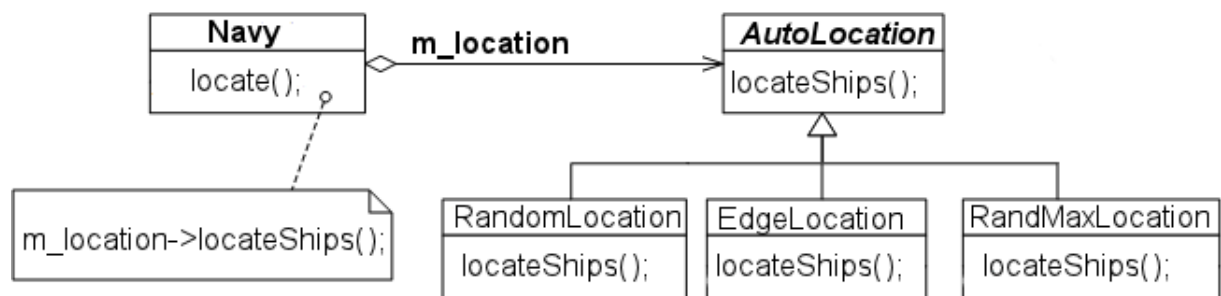 Navy
locate();
m_location
AutoLocation
locateShips();
m_location->locateShips();
RandomLocation
locateShips();
EdgeLocation
locateShips();
RandMaxLocation
locateShips();